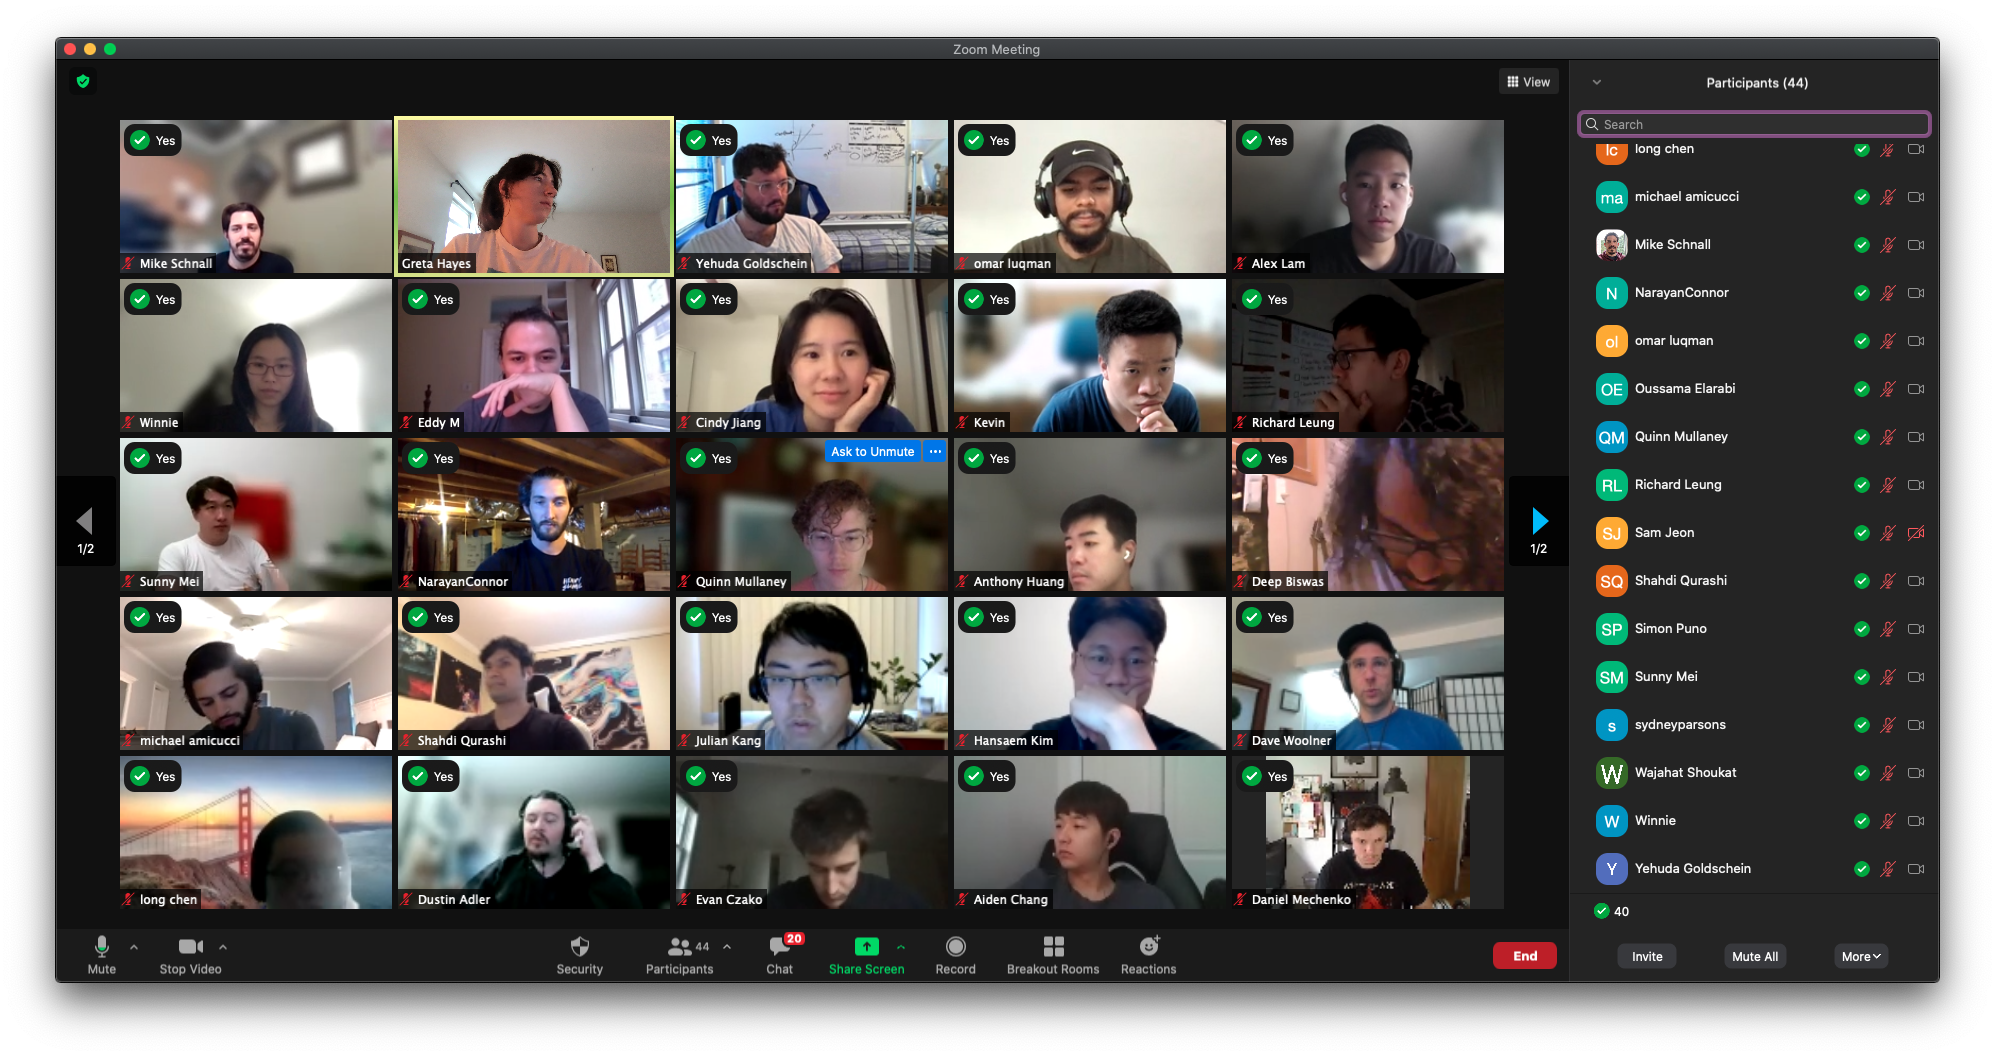 Zoom Meeting
View
Yes
Mike Schnall
Greta Hayes
Yes
Yehuda Goldschein
Yes
omar luqman
Yes
Alex Lam
Yes
Winnie
Yes
Eddy M
Yes
Cindy Jiang
Yes
Kevin
Yes
Richard Leung
Yes
Sunny Mei
Yes
NarayanConnor
Yes
Ask to Unmute
Quinn Mullaney
Yes
Anthony Huang
Yes
Deep Biswas
1/2
1/2
Yes
michael amicucci
Yes
Shahdi Qurashi
Yes
Julian Kang
Yes
Hansaem Kim
Yes
Dave Woolner
Yes
long chen
Yes
Dustin Adler
Yes
Evan Czako
Yes
Aiden Chang
Yes
Daniel Mechenko
Mute
Stop Video
Security
44
Participants
20
Chat
Share Screen
Record
Breakout Rooms
Reactions
End
Participants (44)
Search
lc long chen
ma michael amicucci
Mike Schnall
N NarayanConnor
ol omar luqman
OE Oussama Elarabi
QM Quinn Mullaney
RL Richard Leung
SJ Sam Jeon
SQ Shahdi Qurashi
SP Simon Puno
SM Sunny Mei
s sydneyparsons
W Wajahat Shoukat
W Winnie
Y Yehuda Goldschein
40
Invite
Mute All
More